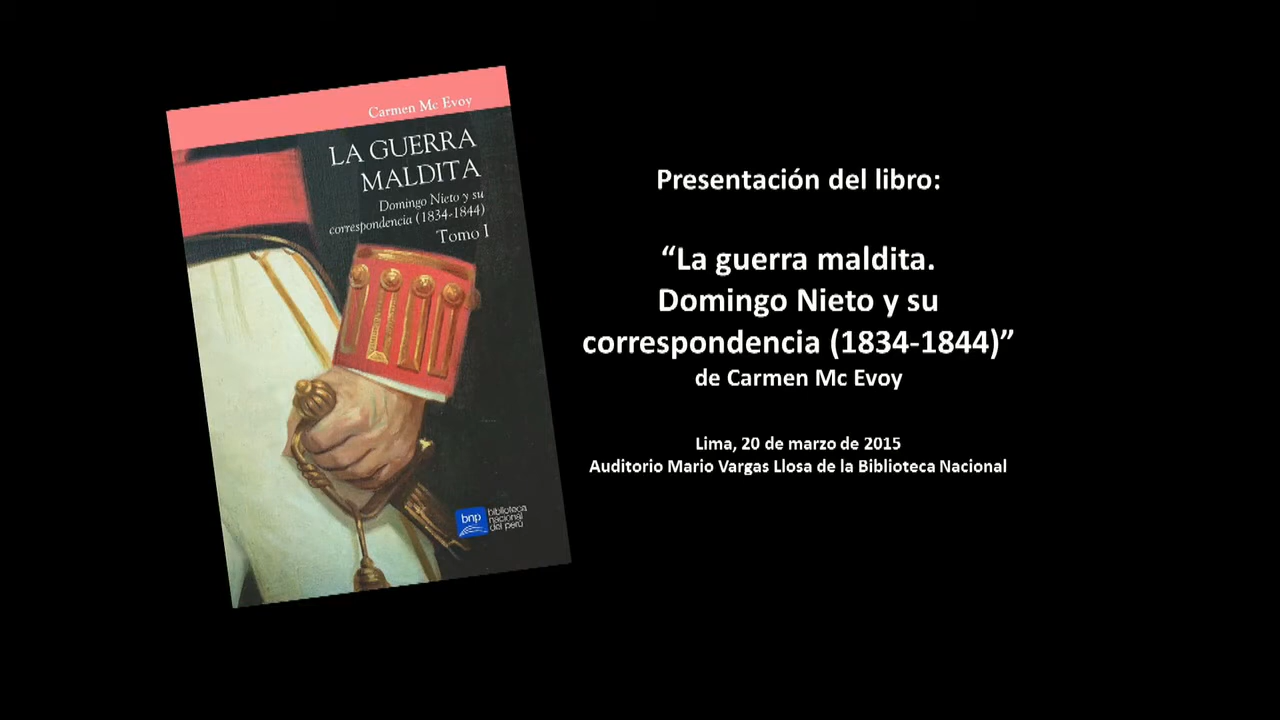 Carmen Mc Evoy
LA GUERRA
MALDITA
Domingo Nieto y su
correspondencia (1834-1844)
Tomo I
bnp
biblioteca
nacional
del perú
Presentación del libro:
“La guerra maldita.
Domingo Nieto y su
correspondencia (1834-1844)”
de Carmen Mc Evoy
Lima, 20 de marzo de 2015
Auditorio Mario Vargas Llosa de la Biblioteca Nacional